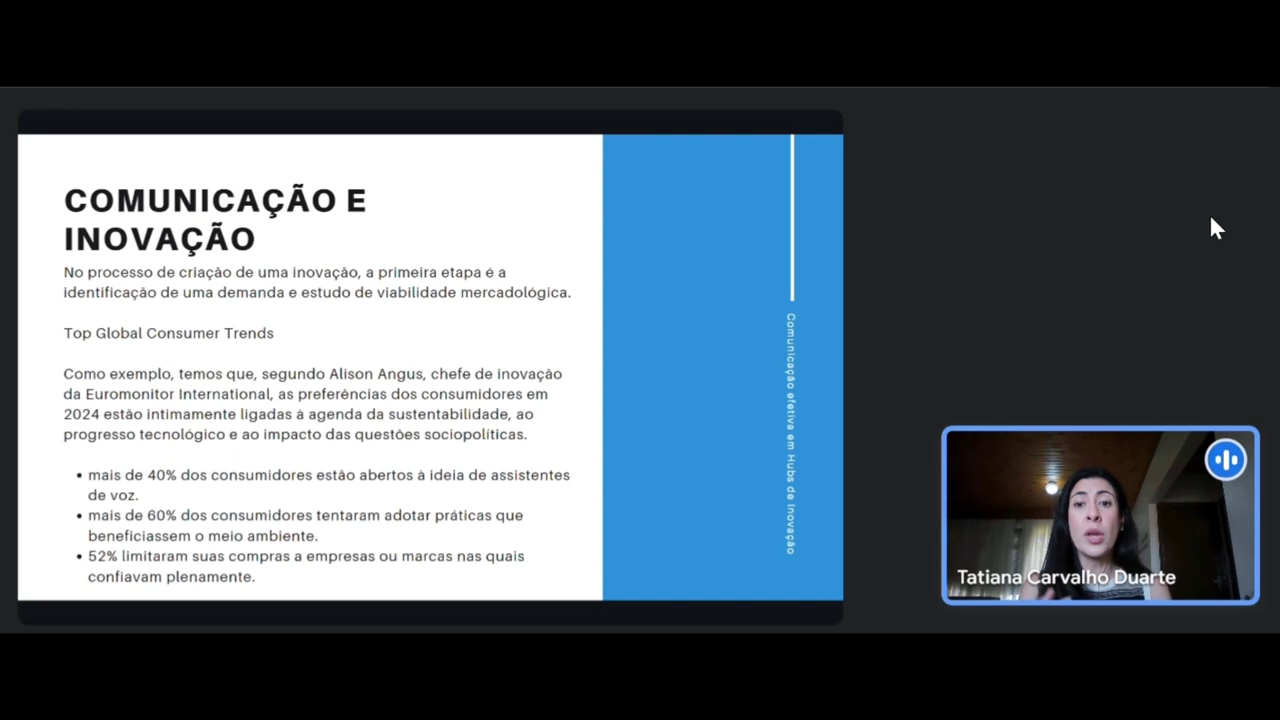 COMUNICAÇÃO E
INOVAÇÃO
No processo de criação de uma inovação, a primeira etapa é a
identificação de uma demanda e estudo de viabilidade mercadológica.
Top Global Consumer Trends
Como exemplo, temos que, segundo Alison Angus, chefe de inovação
da Euromonitor International, as preferências dos consumidores em
2024 estão intimamente ligadas à agenda da sustentabilidade, ao
progresso tecnológico e ao impacto das questões sociopolíticas.
• mais de 40% dos consumidores estão abertos à ideia de assistentes
de voz.
• mais de 60% dos consumidores tentaram adotar práticas que
beneficiassem o meio ambiente.
• 52% limitaram suas compras a empresas ou marcas nas quais
confiavam plenamente.
Comunicação efetiva em Hubs de Inovação
Tatiana Carvalho Duarte